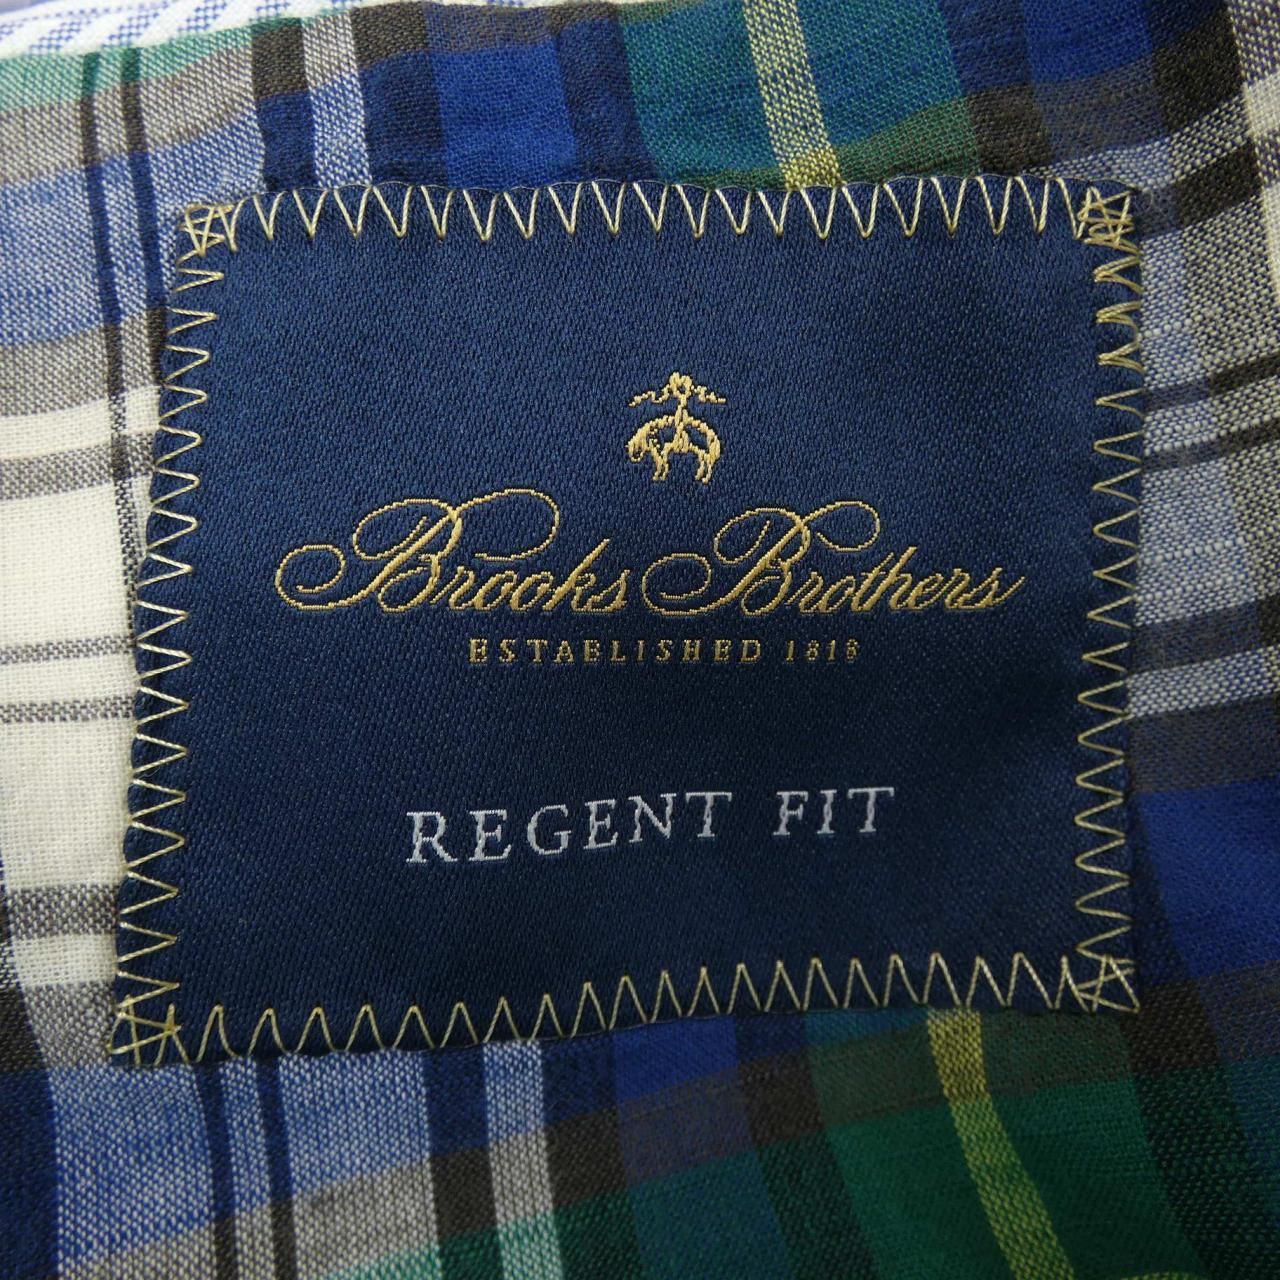 Brooks Brothers
ESTABLISHED 1818
REGENT FIT